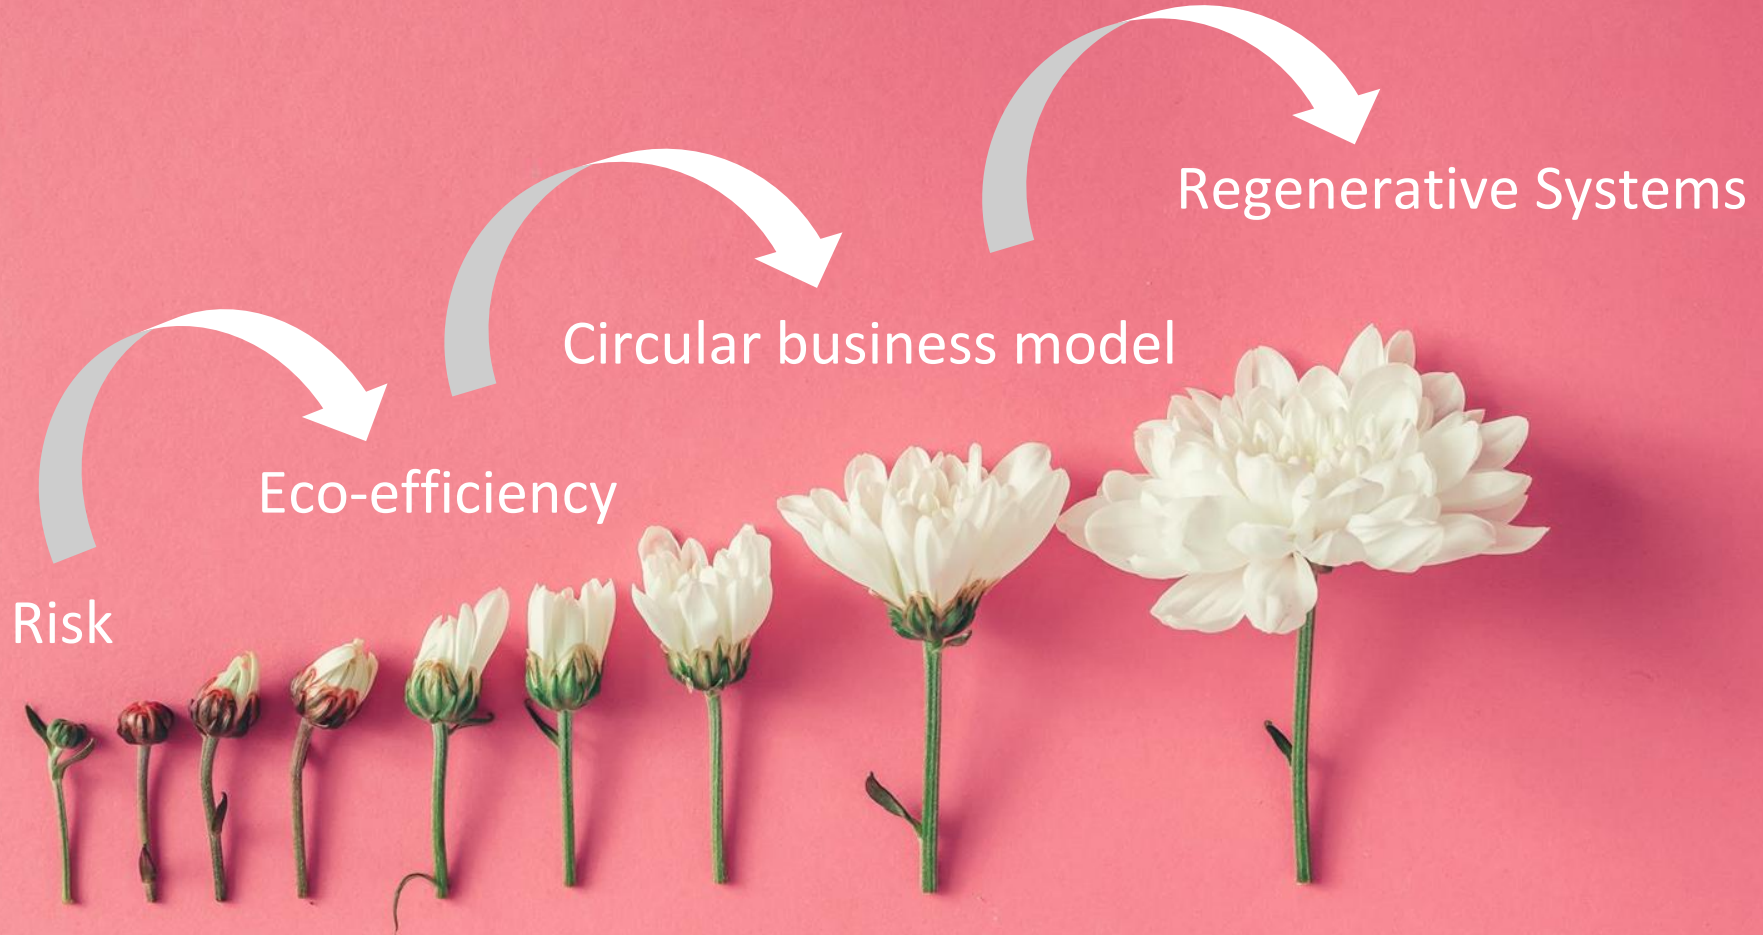 Regenerative Systems
Circular business model
Eco-efficiency
Risk